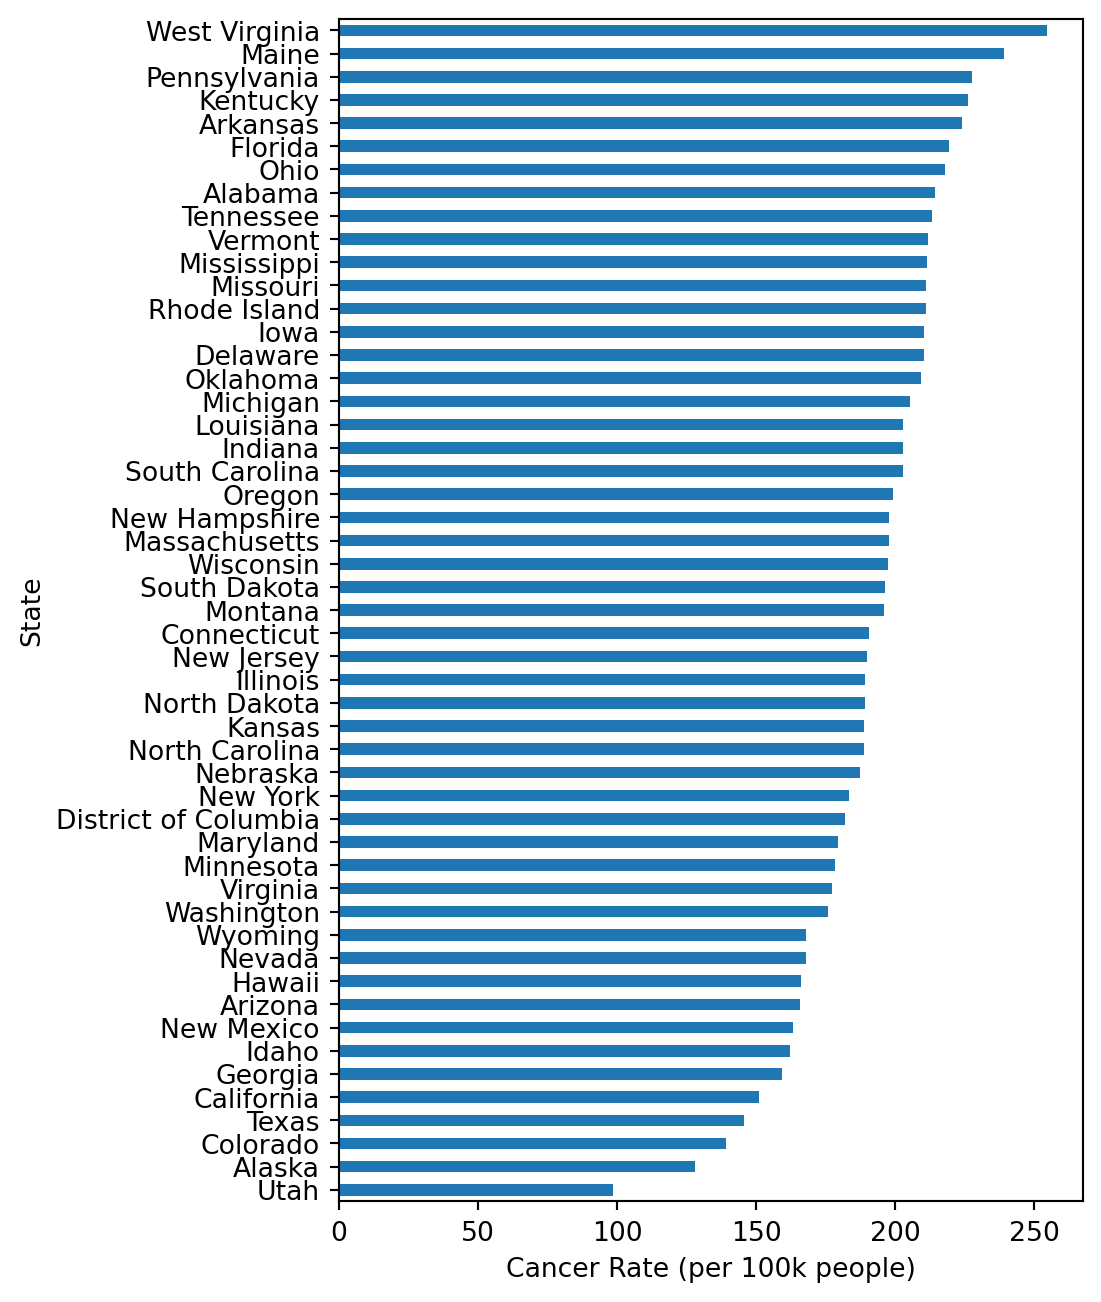 West Virginia
Maine
Pennsylvania
Kentucky
Arkansas
Florida
Ohio
Alabama
Tennessee
Vermont
Mississippi
Missouri
Rhode Island
Iowa
Delaware
Oklahoma
Michigan
Louisiana
Indiana
South Carolina
Oregon
New Hampshire
Massachusetts
Wisconsin
South Dakota
Montana
Connecticut
New Jersey
Illinois
North Dakota
Kansas
North Carolina
Nebraska
New York
District of Columbia
Maryland
Minnesota
Virginia
Washington
Wyoming
Nevada
Hawaii
Arizona
New Mexico
Idaho
Georgia
California
Texas
Colorado
Alaska
Utah
State
0 50 100 150 200 250
Cancer Rate (per 100k people)